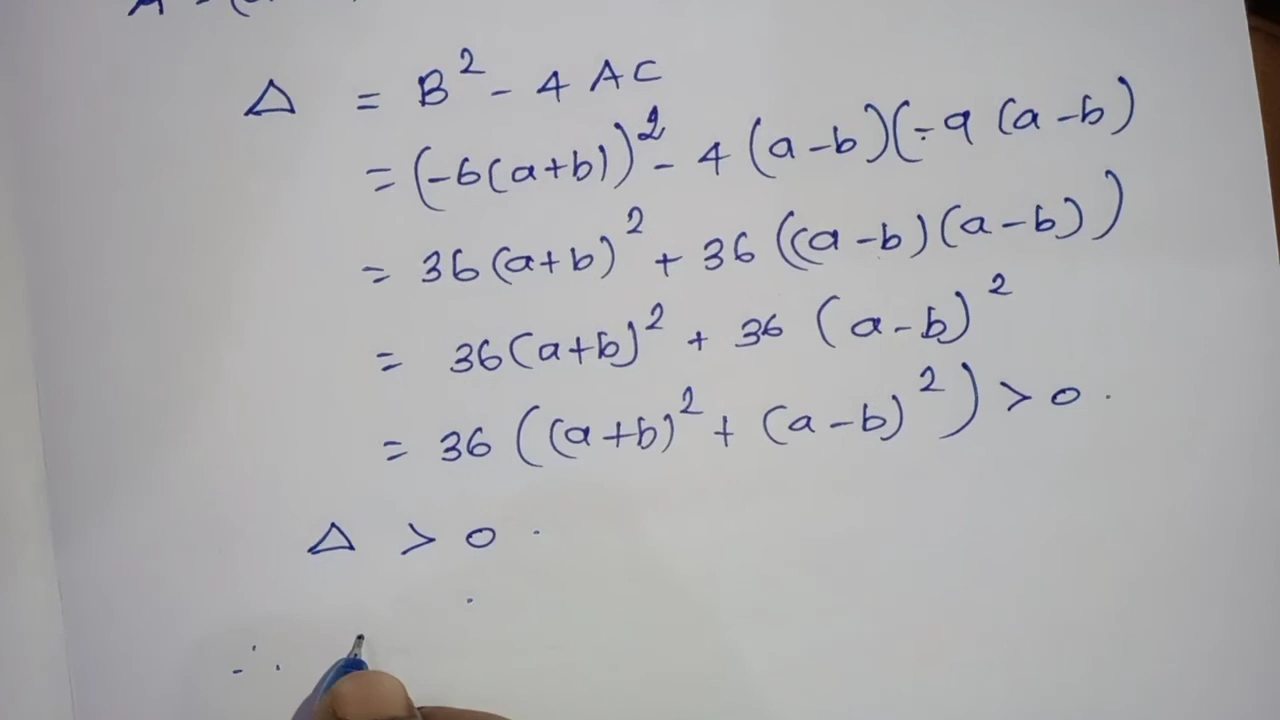 Δ = B² - 4AC
= (-6(a+b))² - 4(a-b)(-9(a-b)
= 36(a+b)² + 36((a-b)(a-b))
= 36(a+b)² + 36(a-b)²
= 36((a+b)² + (a-b)²) > 0.
Δ > 0.
∴